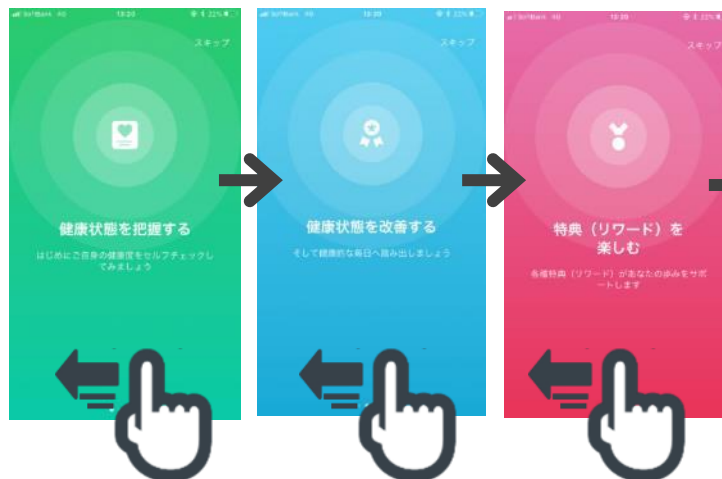 スキップ
健康状態を把握する
はじめにご自身の健康度をセルフチェックし
てみましょう
スキップ
健康状態を改善する
そして健康的な毎日へ踏み出しましょう
スキップ
特典（リワード）を
楽しむ
各種特典（リワード）があなたの歩みをサポ
ートします